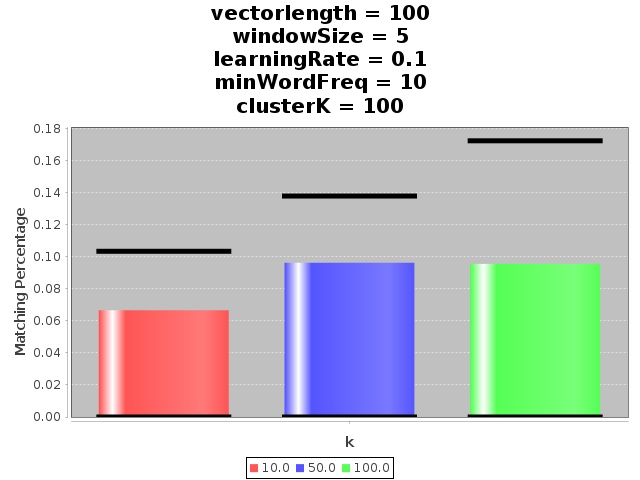 vectorlength = 100
windowSize = 5
learningRate = 0.1
minWordFreq = 10
clusterK = 100
0.18
0.16
0.14
0.12
0.10
0.08
0.06
0.04
0.02
0.00
Matching Percentage
k
10.0 50.0 100.0